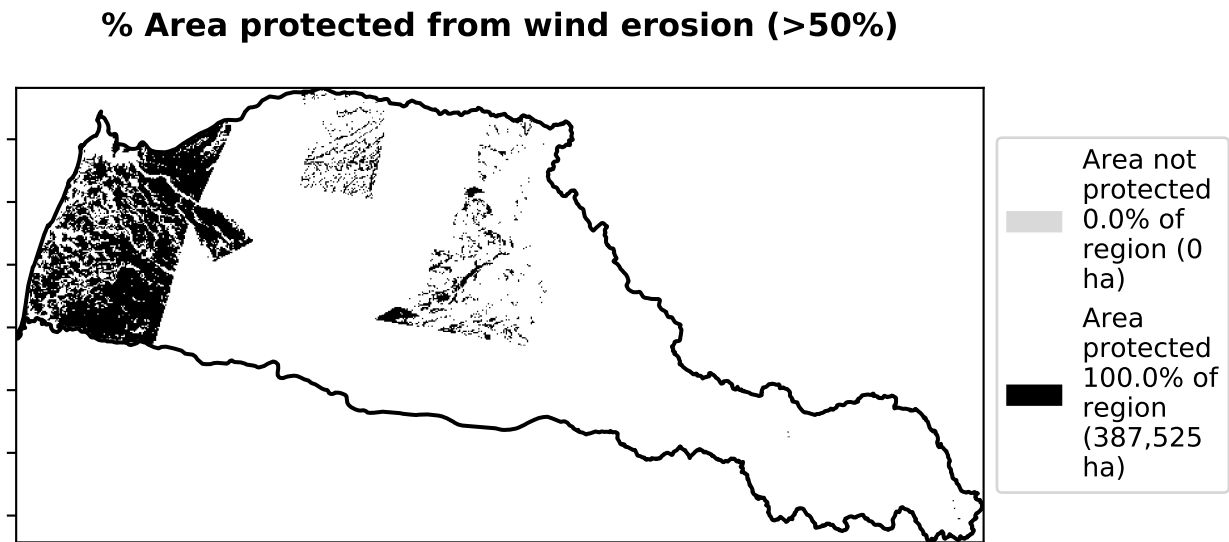 % Area protected from wind erosion (>50%)
Area not
protected
0.0% of
region (0
ha)
Area
protected
100.0% of
region
(387,525
ha)